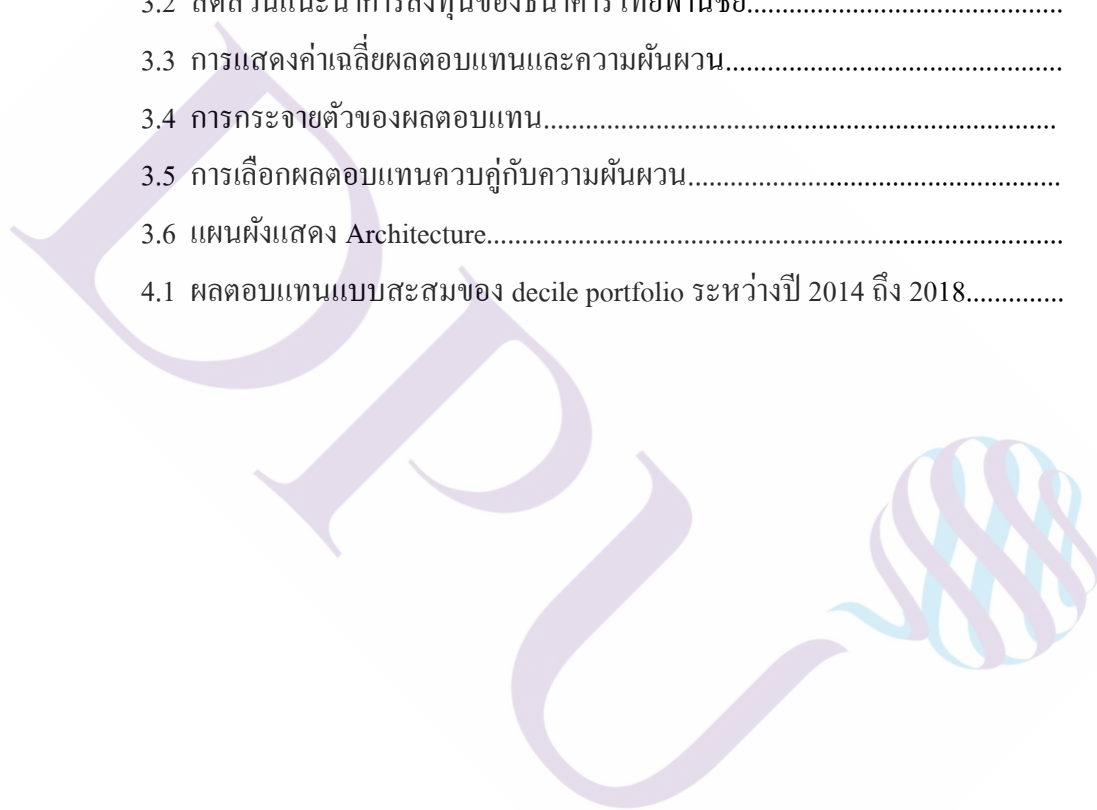 3.2 สัดส่วนแนะนำการลงทุนของธนาคารไทยพาณิชย์..........................................................
3.3 การแสดงค่าเฉลี่ยผลตอบแทนและความผันผวน..............................................................
3.4 การกระจายตัวของผลตอบแทน...............................................................................................
3.5 การเลือกผลตอบแทนควบคู่กับความผันผวน.....................................................................
3.6 แผนผังแสดง Architecture..........................................................................................................
4.1 ผลตอบแทนแบบสะสมของ decile portfolio ระหว่างปี 2014 ถึง 2018..............
DPU